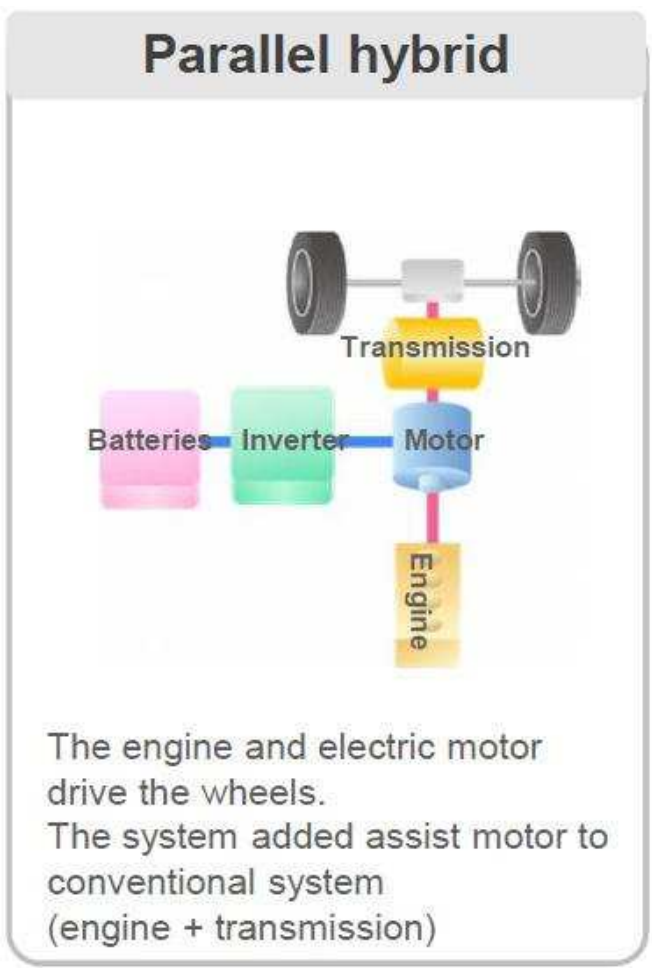 Parallel hybrid
Transmission
Batteries Inverter Motor
Engine
The engine and electric motor
drive the wheels.
The system added assist motor to
conventional system
(engine + transmission)